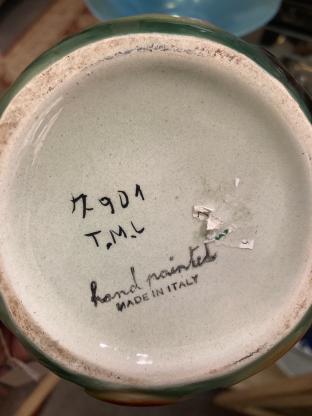 7901
T.M.L
hand painted
MADE IN ITALY